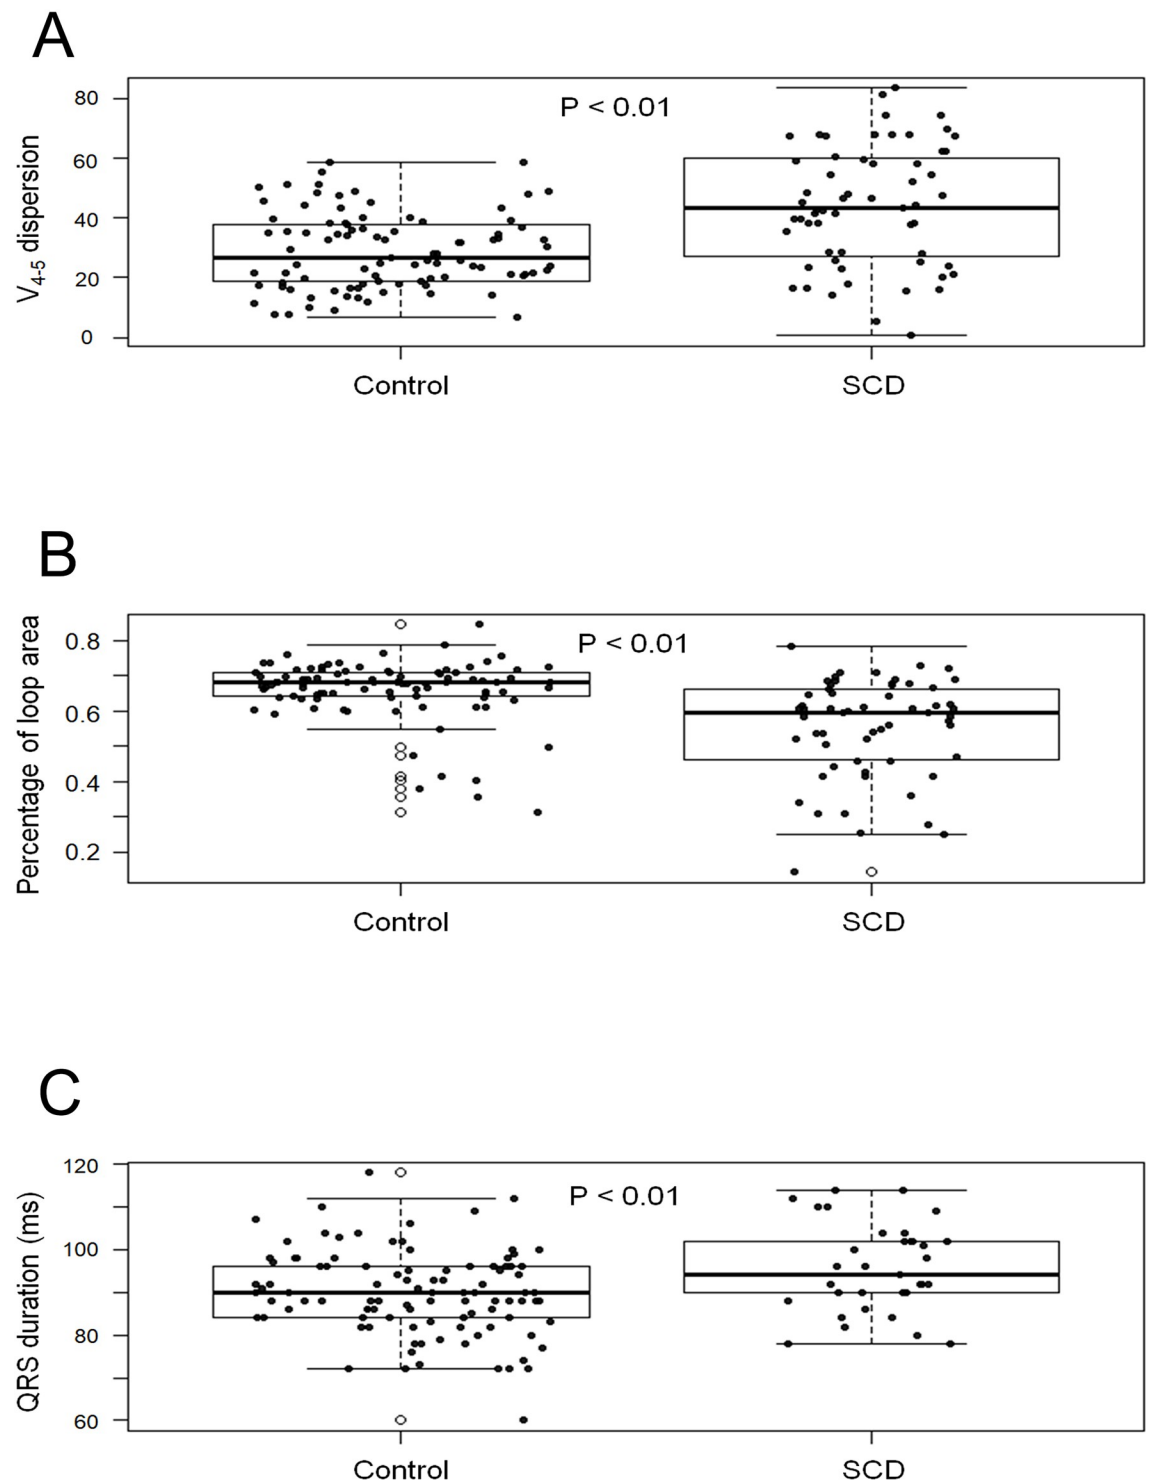 A
V4-5 dispersion
80
60
40
20
0
P < 0.01
Control
SCD
B
Percentage of loop area
0.8
0.6
0.4
0.2
P < 0.01
Control
SCD
C
QRS duration (ms)
120
100
80
60
P < 0.01
Control
SCD